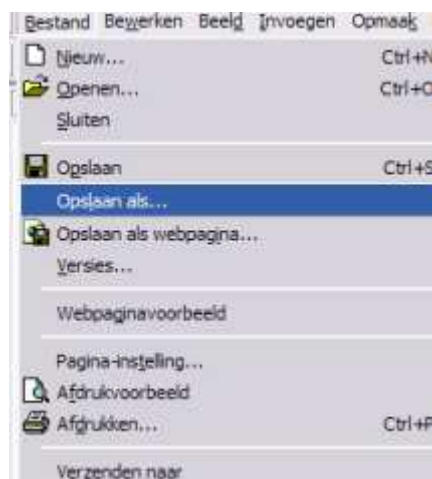 Bestand Bewerken Beeld Invoegen Opmaak
Nieuw... Ctrl+N
Openen... Ctrl+O
Sluiten
Opslaan Ctrl+S
Opslaan als...
Opslaan als webpagina...
Versies...
Webpaginavoorbeeld
Pagina-instelling...
Afdrukvoorbeeld
Afdrukken... Ctrl+P
Verzenden naar